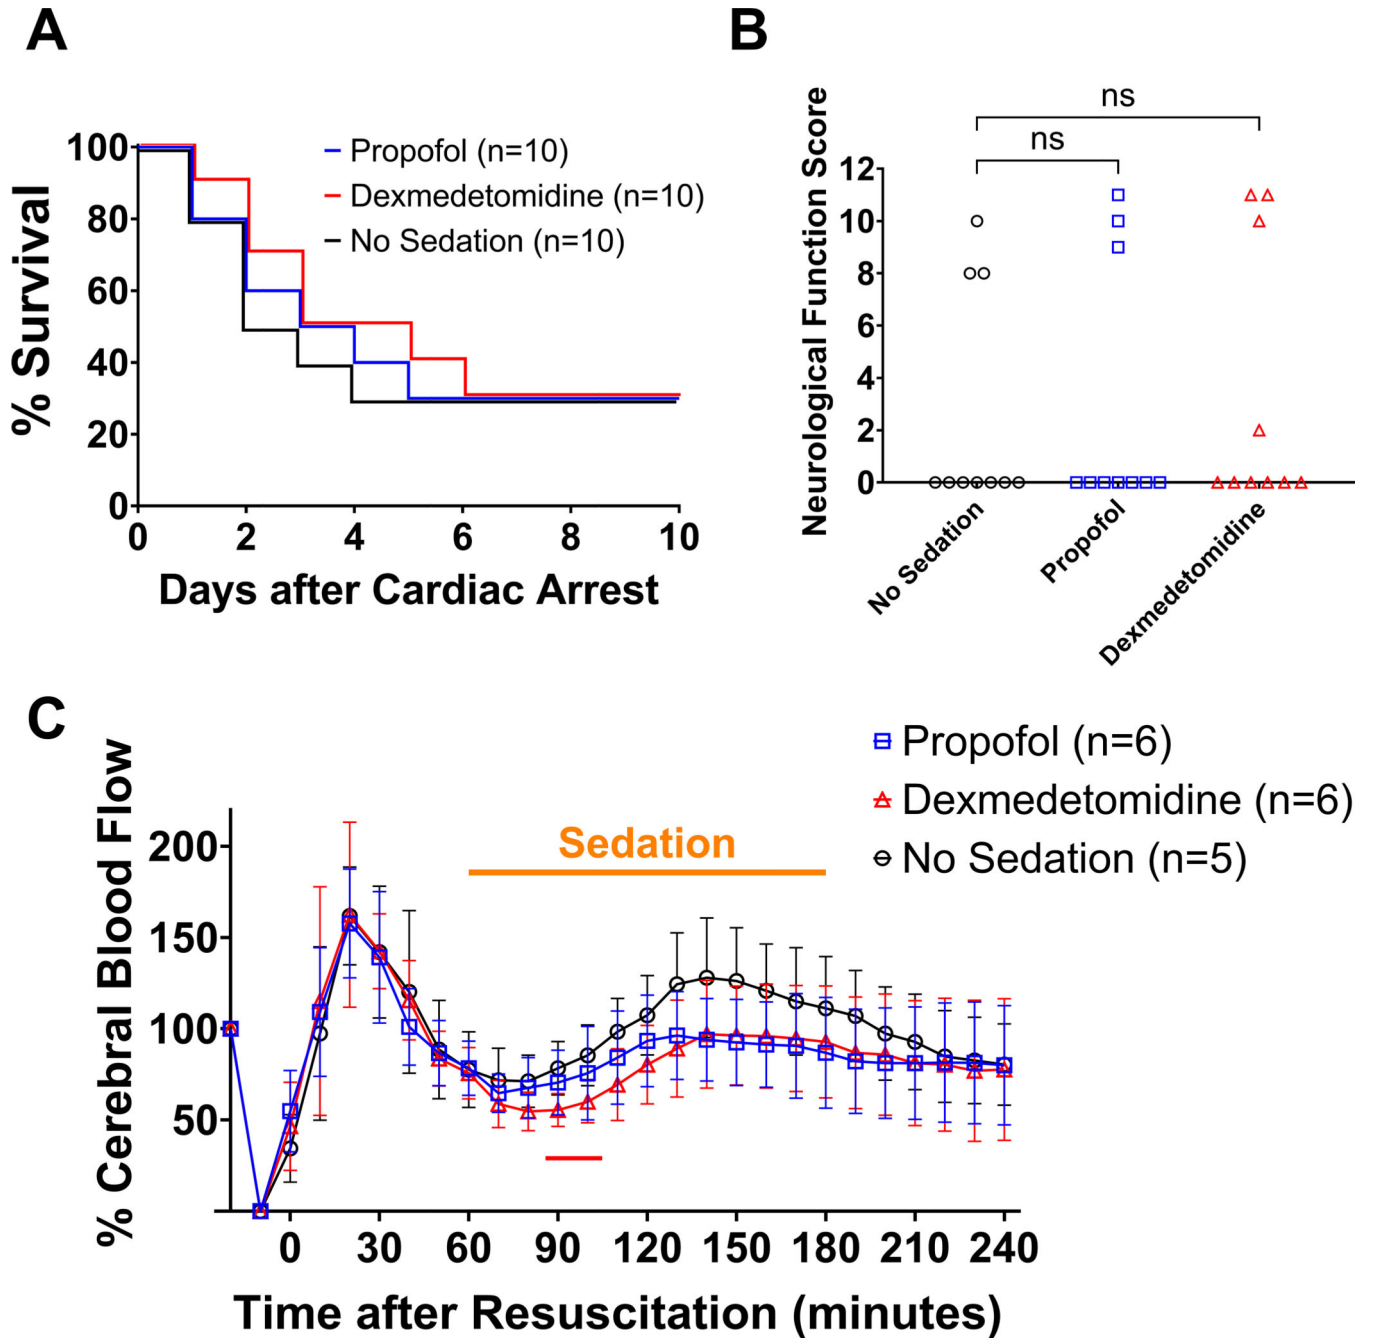 A
% Survival
100
80
60
40
20
0
0 2 4 6 8 10
Days after Cardiac Arrest
Propofol (n=10)
Dexmedetomidine (n=10)
No Sedation (n=10)
B
Neurological Function Score
ns
ns
12
10
8
6
4
2
0
No Sedation
Propofol
Dexmedetomidine
C
% Cerebral Blood Flow
200
150
100
50
Sedation
Propofol (n=6)
Dexmedetomidine (n=6)
No Sedation (n=5)
0 30 60 90 120 150 180 210 240
Time after Resuscitation (minutes)